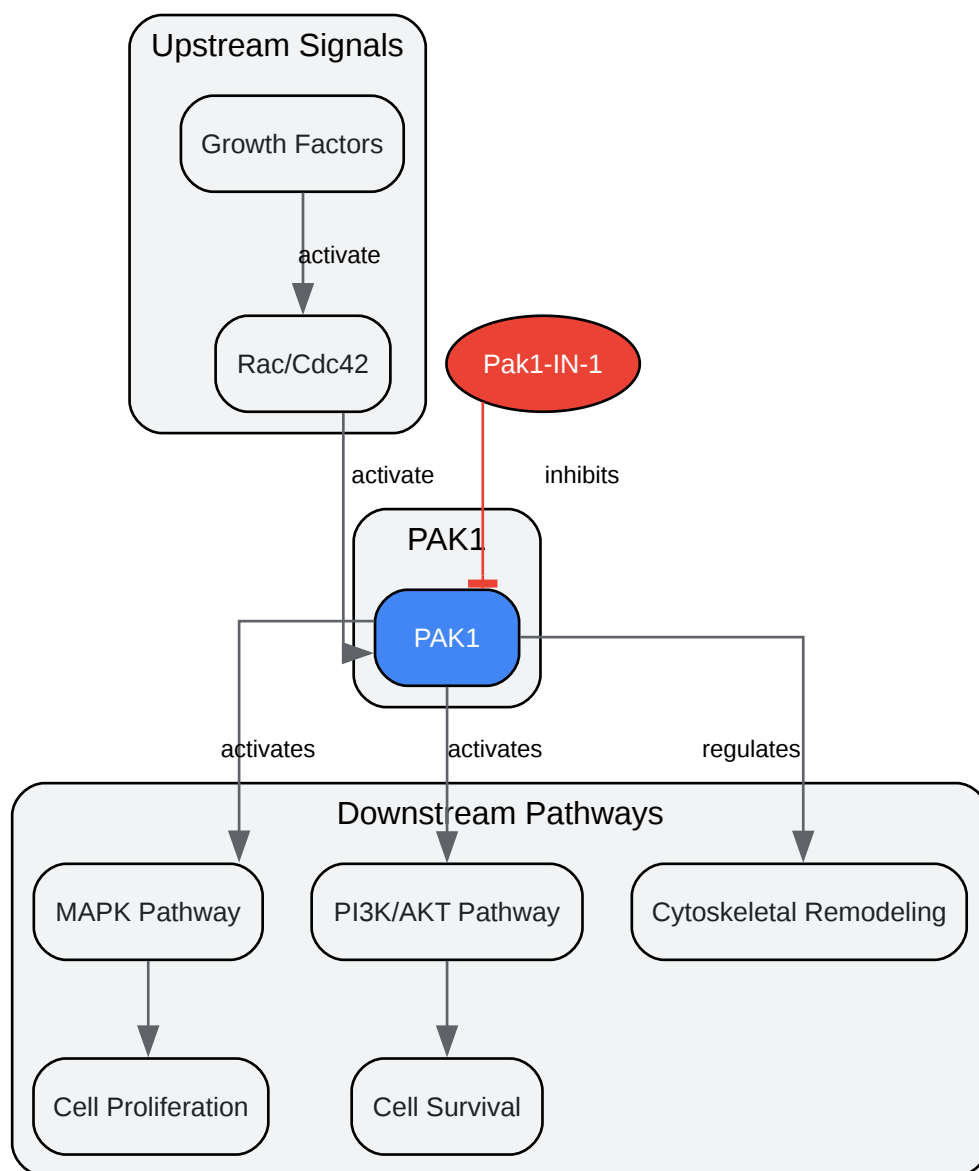 Upstream Signals
Growth Factors
activate
Rac/Cdc42
Pak1-IN-1
activate
inhibits
PAK1
PAK1
activates
activates
regulates
Downstream Pathways
MAPK Pathway
PI3K/AKT Pathway
Cytoskeletal Remodeling
Cell Proliferation
Cell Survival